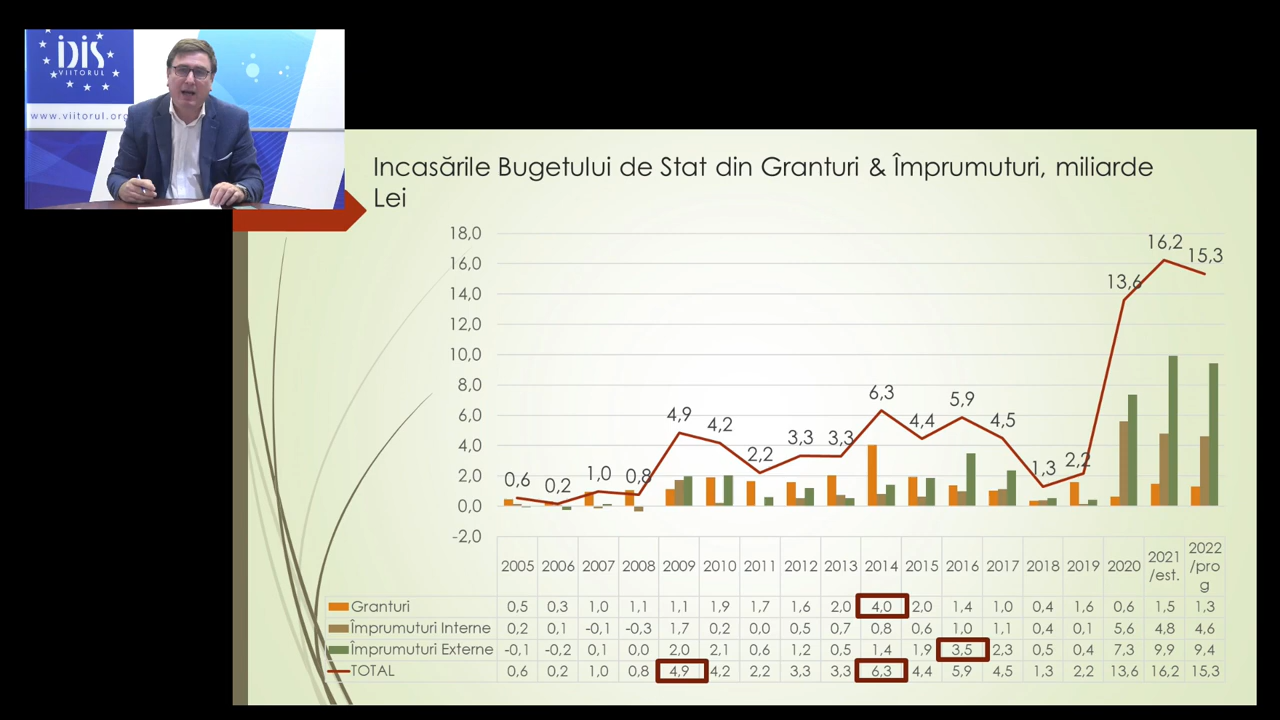 IDIS
VIITORUL
www.viitorul.org
Incasările Bugetului de Stat din Granturi & Împrumuturi, miliarde
Lei
18,0
16,0
14,0
12,0
10,0
8,0
6,0
4,0
2,0
0,0
-2,0
0,6
0,2
1,0
0,8
4,9
4,2
2,2
3,3
3,3
6,3
4,4
5,9
4,5
1,3
2,2
13,6
16,2
15,3
2005 2006 2007 2008 2009 2010 2011 2012 2013 2014 2015 2016 2017 2018 2019 2020 2021 /est. 2022 /pro g
Granturi 0,5 0,3 1,0 1,1 1,1 1,9 1,7 1,6 2,0 4,0 2,0 1,4 1,0 0,4 1,6 0,6 1,5 1,3
Împrumuturi Interne 0,2 0,1 -0,1 -0,3 1,7 0,2 0,0 0,5 0,7 0,8 0,6 1,0 1,1 0,4 0,1 5,6 4,8 4,6
Împrumuturi Externe -0,1 -0,2 0,1 0,0 2,0 2,1 0,6 1,2 0,5 1,4 1,9 3,5 2,3 0,5 0,4 7,3 9,9 9,4
TOTAL 0,6 0,2 1,0 0,8 4,9 4,2 2,2 3,3 3,3 6,3 4,4 5,9 4,5 1,3 2,2 13,6 16,2 15,3